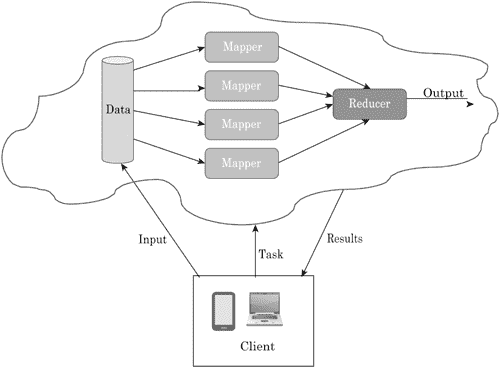 Mapper
Mapper
Mapper
Mapper
Data
Reducer
Output
Input
Task
Results
Client